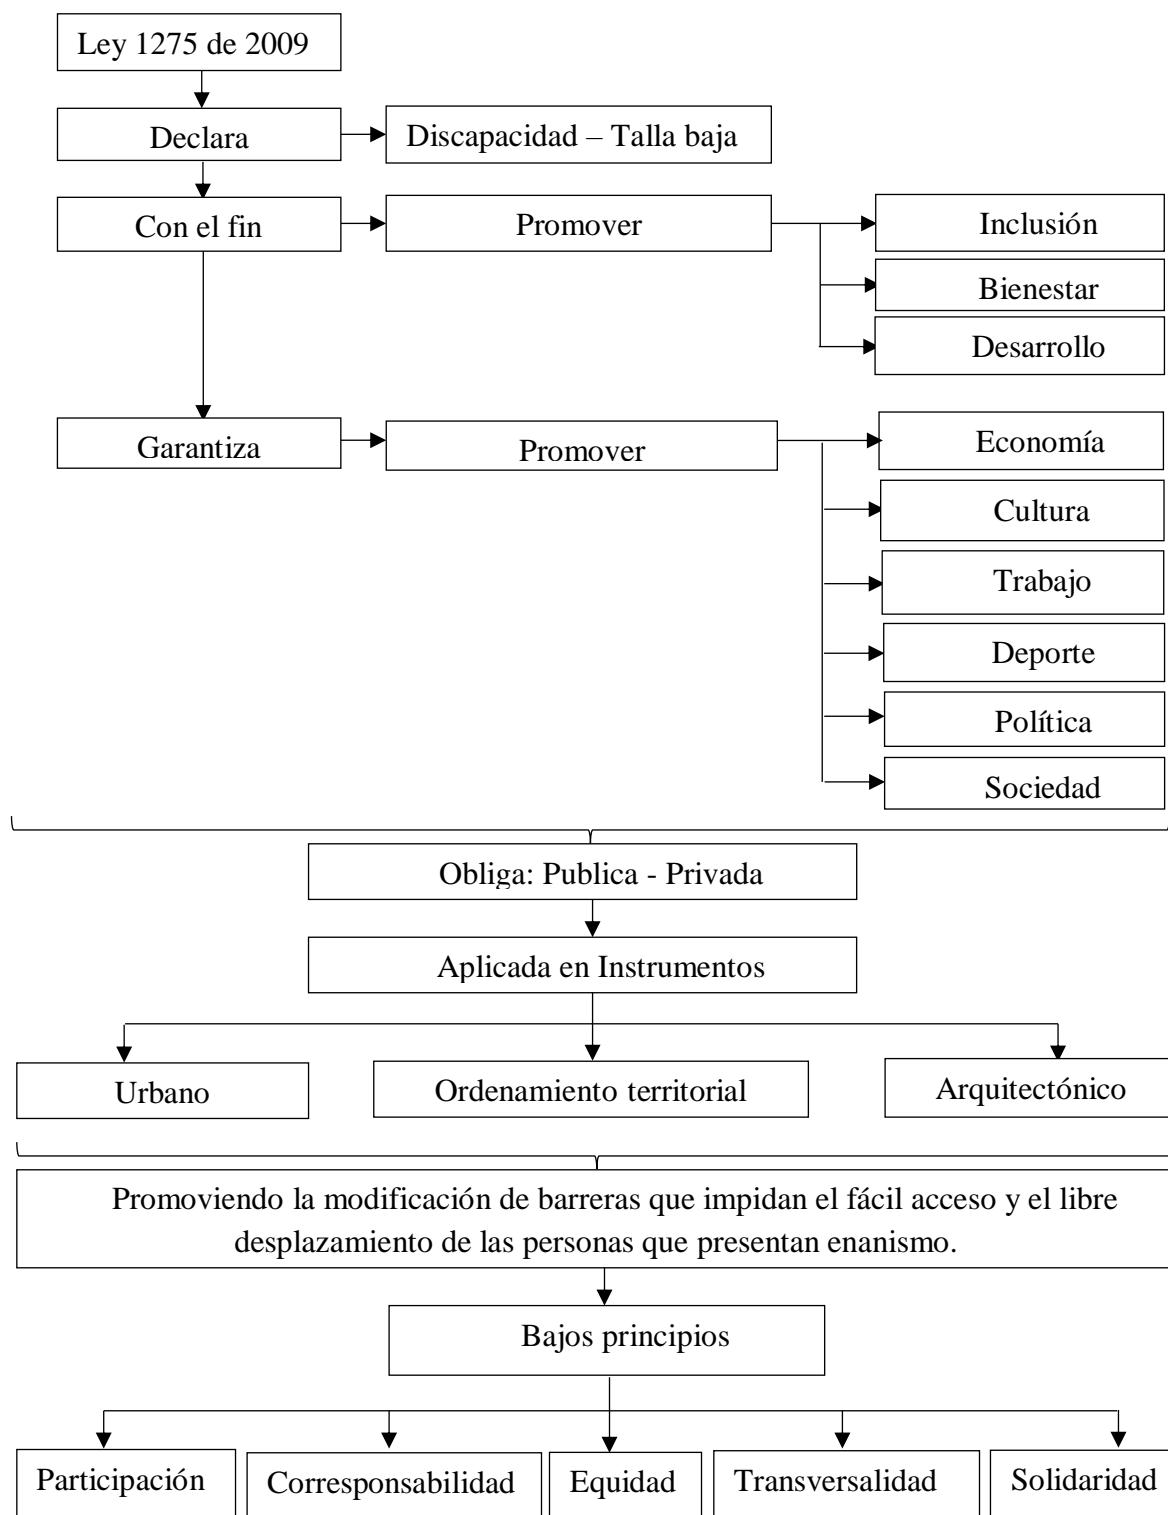 Ley 1275 de 2009
Declara
Discapacidad – Talla baja
Con el fin
Promover
Inclusión
Bienestar
Desarrollo
Garantiza
Promover
Economía
Cultura
Trabajo
Deporte
Política
Sociedad
Obliga: Publica - Privada
Aplicada en Instrumentos
Urbano
Ordenamiento territorial
Arquitectónico
Promoviendo la modificación de barreras que impidan el fácil acceso y el libre
desplazamiento de las personas que presentan enanismo.
Bajos principios
Participación
Corresponsabilidad
Equidad
Transversalidad
Solidaridad